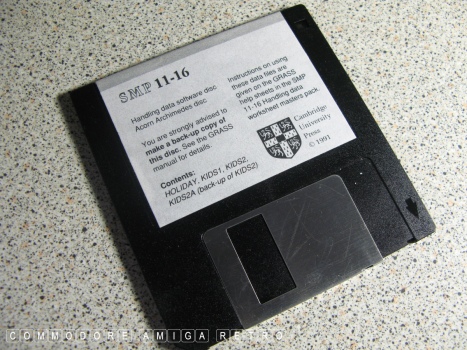 SMP 11-16
Handling data software disc
Acorn Archimedes disc
You are strongly advised to
make a back-up copy of
this disc. See the GRASS
manual for details.
Contents:
HOLIDAY, KIDS1, KIDS2,
KIDS2A (back-up of KIDS2)
Instructions on using
these data files are
given on the GRASS
help sheets in the SMP
11-16 Handling data
worksheet masters pack.
Cambridge
University
Press
© 1991
COMMODORE AMIGA RETRO